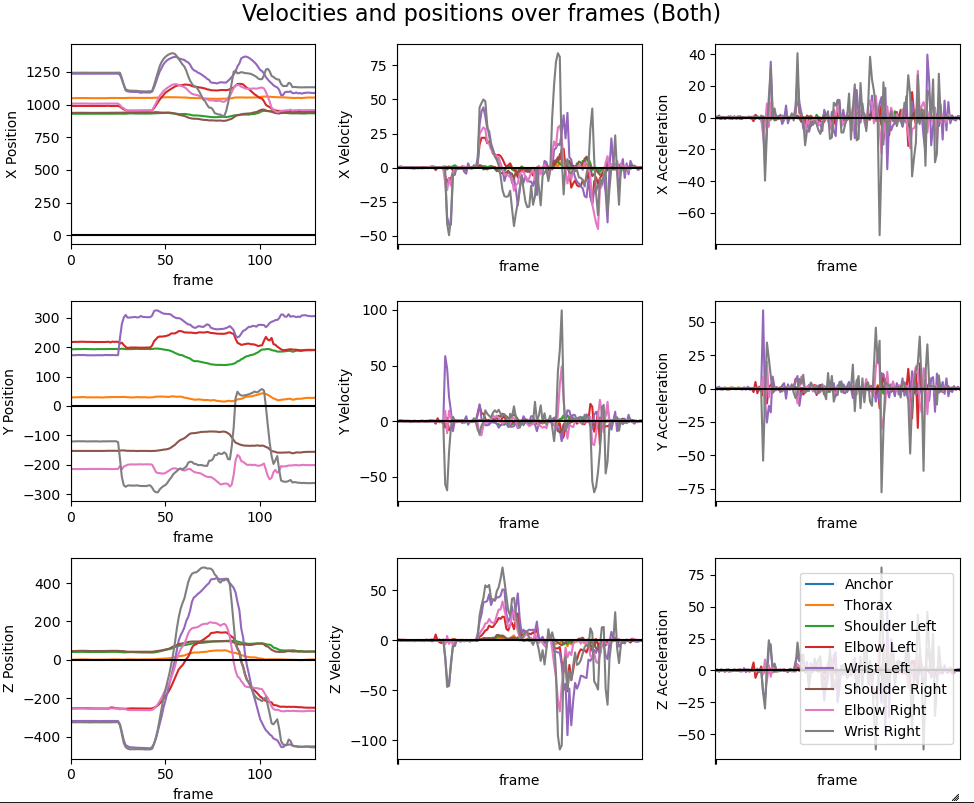 Velocities and positions over frames (Both)
1250
1000
750
500
250
0
X Position
0
50
100
frame
75
50
25
0
−25
−50
X Velocity
frame
40
20
0
−20
−40
−60
X Acceleration
frame
300
200
100
0
−100
−200
−300
Y Position
0
50
100
frame
100
50
0
−50
Y Velocity
frame
50
25
0
−25
−50
−75
Y Acceleration
frame
400
200
0
−200
−400
Z Position
0
50
100
frame
50
0
−50
−100
Z Velocity
frame
75
50
25
0
−25
−50
Z Acceleration
frame
Anchor
Thorax
Shoulder Left
Elbow Left
Wrist Left
Shoulder Right
Elbow Right
Wrist Right